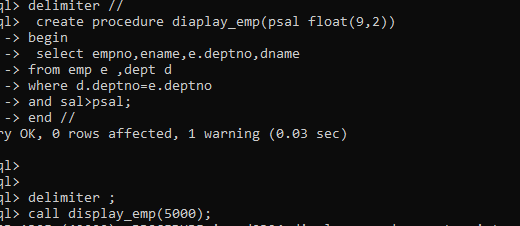 ql> delimiter //
ql>  create procedure diaplay_emp(psal float(9,2))
-> begin
->  select empno,ename,e.deptno,dname
-> from emp e ,dept d
-> where d.deptno=e.deptno
-> and sal>psal;
-> end //
ry OK, 0 rows affected, 1 warning (0.03 sec)
ql>
ql>
ql> delimiter ;
ql> call display_emp(5000);